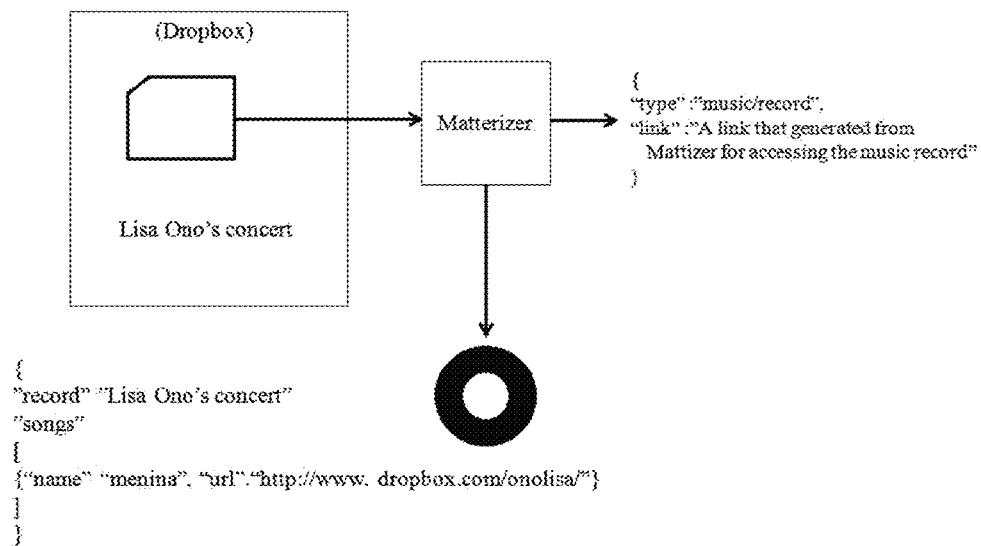 (Dropbox)
Lisa Ono's concert
Matterizer
{
"type" :"music/record",
"link" :"A link that generated from
Mattizer for accessing the music record"
}
{
"record" "Lisa Ono's concert"
"songs"
[
{"name" "menina", "url"."http://www. dropbox.com/onolisa/"}
]
}